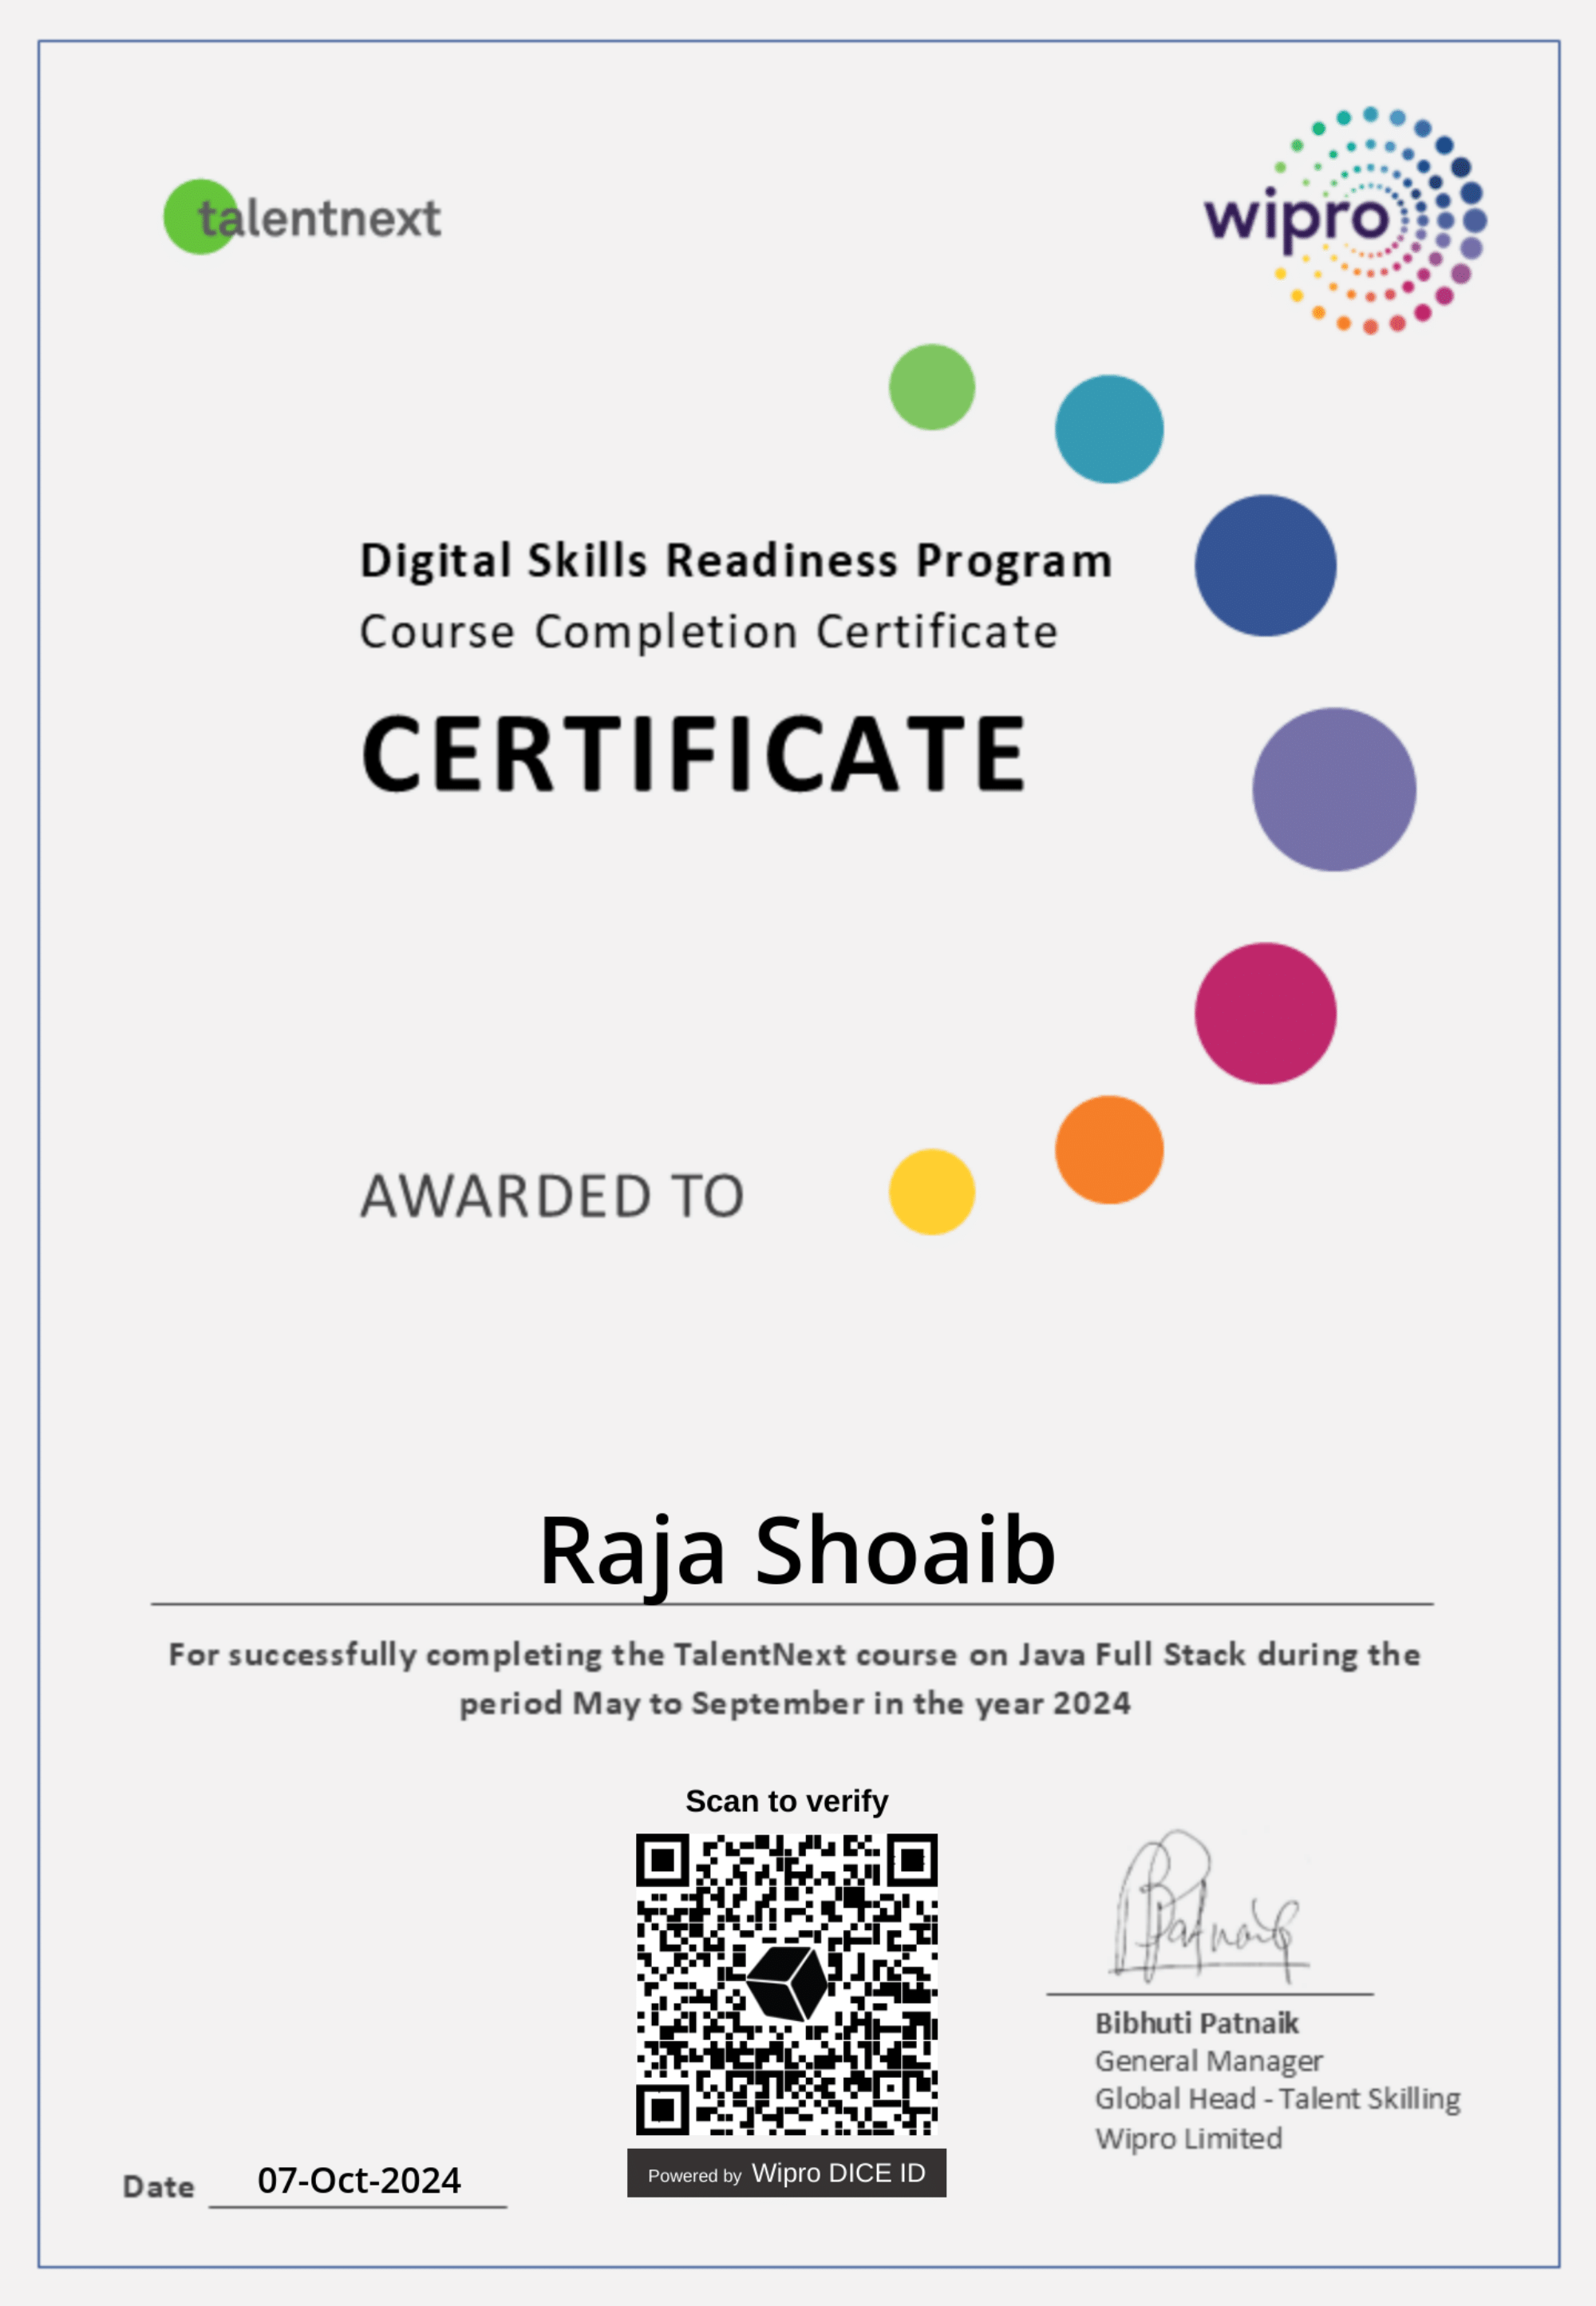 talentnext
wipro
Digital Skills Readiness Program
Course Completion Certificate
CERTIFICATE
AWARDED TO
Raja Shoaib
For successfully completing the TalentNext course on Java Full Stack during the
period May to September in the year 2024
Scan to verify
BPatnaik
Bibhuti Patnaik
General Manager
Global Head - Talent Skilling
Wipro Limited
Powered by Wipro DICE ID
Date 07-Oct-2024